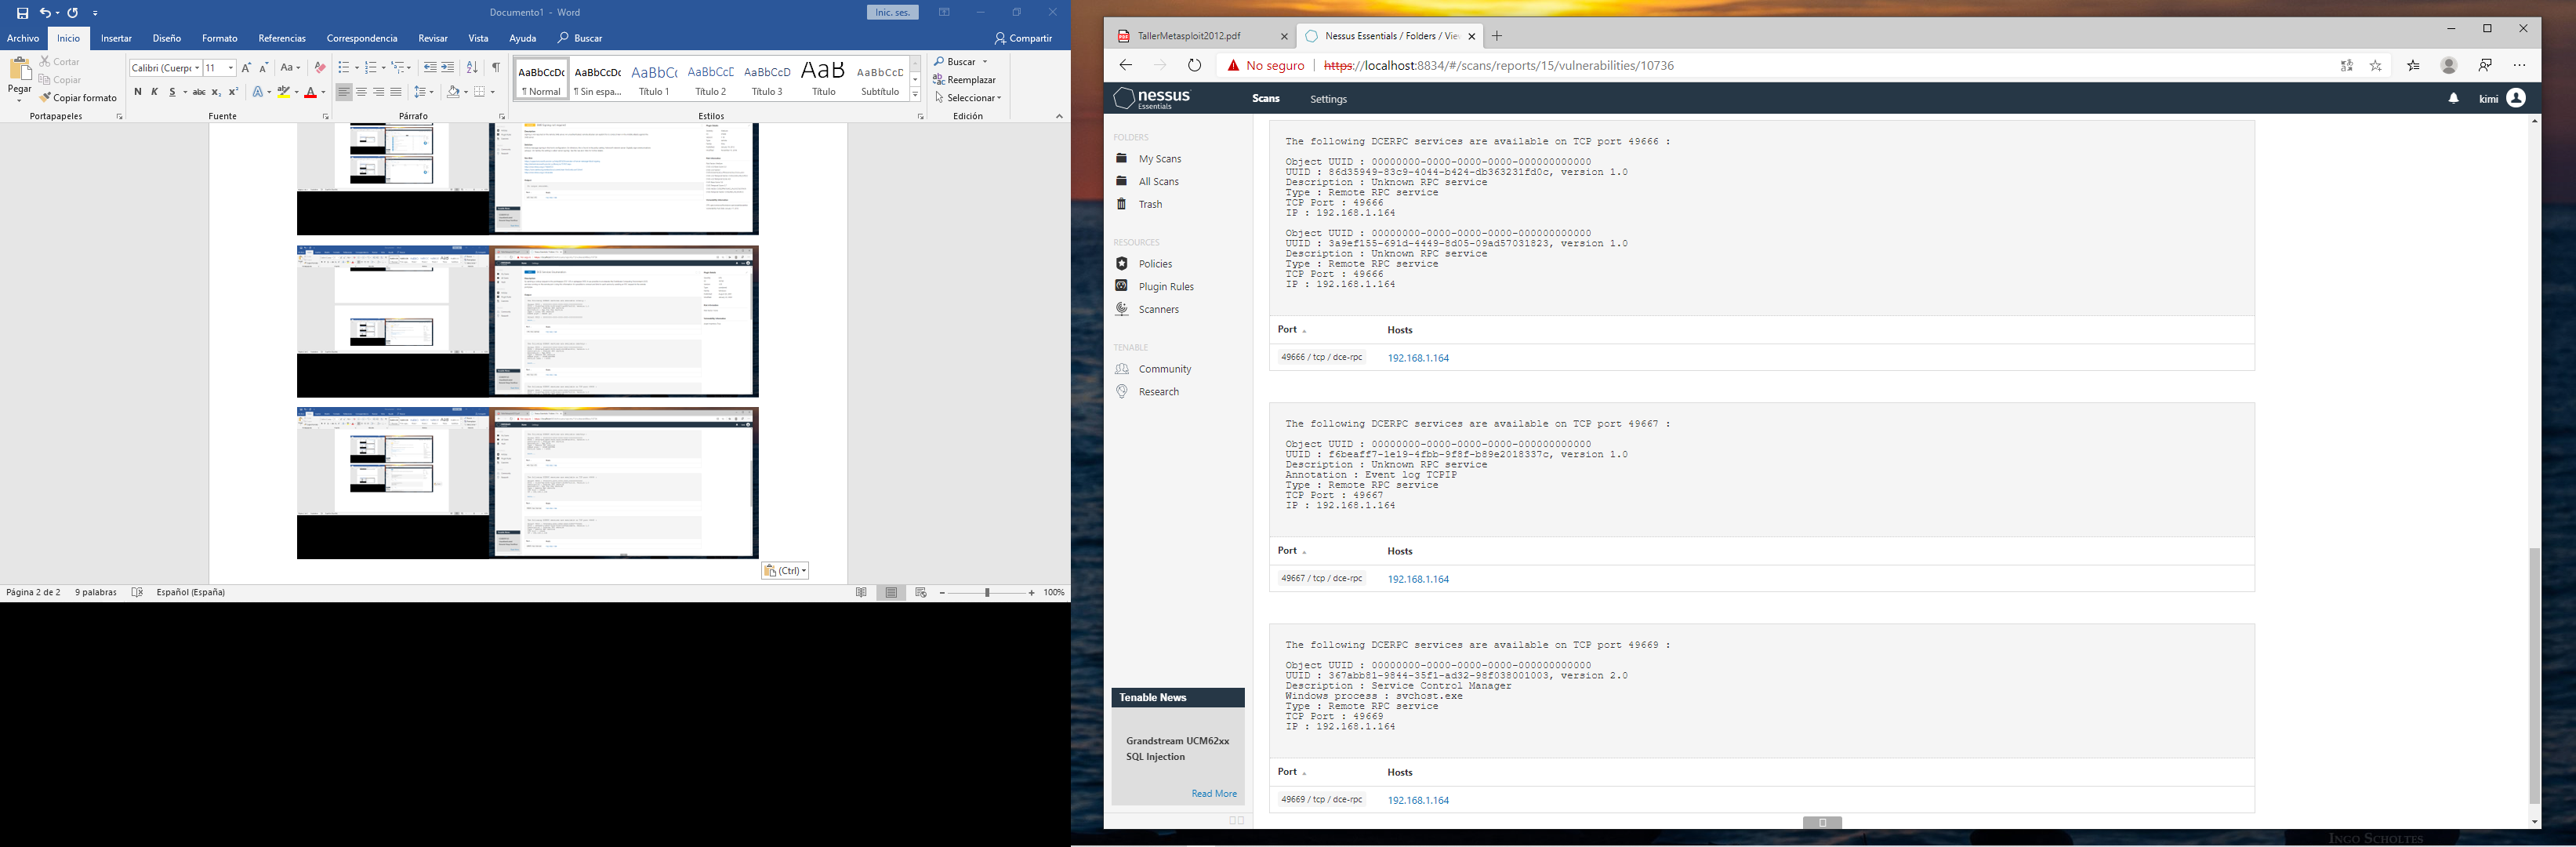 Documento1 - Word
Inic. ses.
Archivo Inicio Insertar Diseño Formato Referencias Correspondencia Revisar Vista Ayuda Buscar Compartir
Pegar
Cortar
Copiar
Copiar formato
Portapapeles
Calibri (Cuerp 11
N K S abc x₂ x²
Fuente
Párrafo
AaBbCcDc AaBbCcDc AaBbCc AaBbCcD AaBbCcD AaB AaBbCcD
¶ Normal ¶ Sin espa... Título 1 Título 2 Título 3 Título Subtítulo
Estilos
Buscar
Reemplazar
Seleccionar
Edición
(Ctrl)
Página 2 de 2 9 palabras Español (España) 100%
TallerMetasploit2012.pdf
Nessus Essentials / Folders / Vie
No seguro https://localhost:8834/#/scans/reports/15/vulnerabilities/10736
nessus
Essentials
Scans Settings
kimi
FOLDERS
My Scans
All Scans
Trash
RESOURCES
Policies
Plugin Rules
Scanners
TENABLE
Community
Research
Tenable News
Grandstream UCM62xx
SQL Injection
Read More
The following DCERPC services are available on TCP port 49666 :
Object UUID : 00000000-0000-0000-0000-000000000000
UUID : 86d35949-83c9-4044-b424-db363231fd0c, version 1.0
Description : Unknown RPC service
Type : Remote RPC service
TCP Port : 49666
IP : 192.168.1.164
Object UUID : 00000000-0000-0000-0000-000000000000
UUID : 3a9ef155-691d-4449-8d05-09ad57031823, version 1.0
Description : Unknown RPC service
Type : Remote RPC service
TCP Port : 49666
IP : 192.168.1.164
Port Hosts
49666 / tcp / dce-rpc 192.168.1.164
The following DCERPC services are available on TCP port 49667 :
Object UUID : 00000000-0000-0000-0000-000000000000
UUID : f6beaff7-1e19-4fbb-9f8f-b89e2018337c, version 1.0
Description : Unknown RPC service
Annotation : Event log TCPIP
Type : Remote RPC service
TCP Port : 49667
IP : 192.168.1.164
Port Hosts
49667 / tcp / dce-rpc 192.168.1.164
The following DCERPC services are available on TCP port 49669 :
Object UUID : 00000000-0000-0000-0000-000000000000
UUID : 367abb81-9844-35f1-ad32-98f038001003, version 2.0
Description : Service Control Manager
Windows process : svchost.exe
Type : Remote RPC service
TCP Port : 49669
IP : 192.168.1.164
Port Hosts
49669 / tcp / dce-rpc 192.168.1.164
INGO SCHOLTES